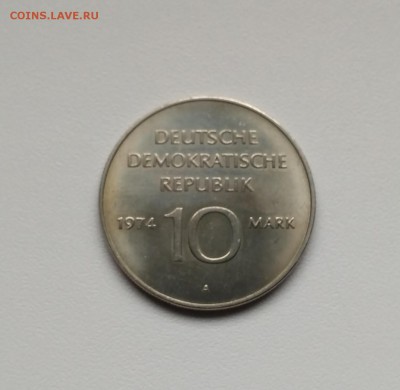 COINS.LAVE.RU
DEUTSCHE
DEMOKRATISCHE
REPUBLIK
1974 10 MARK
A